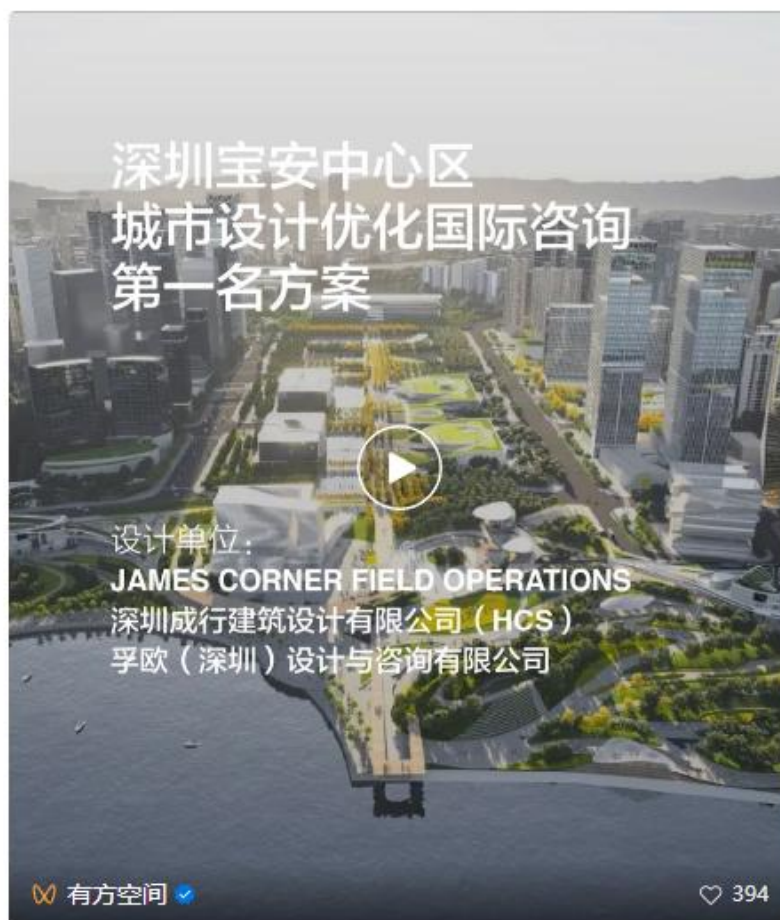 深圳宝安中心区
城市设计优化国际咨询
第一名方案
设计单位：
JAMES CORNER FIELD OPERATIONS
深圳成行建筑设计有限公司（HCS）
孚欧（深圳）设计与咨询有限公司
有方空间
394